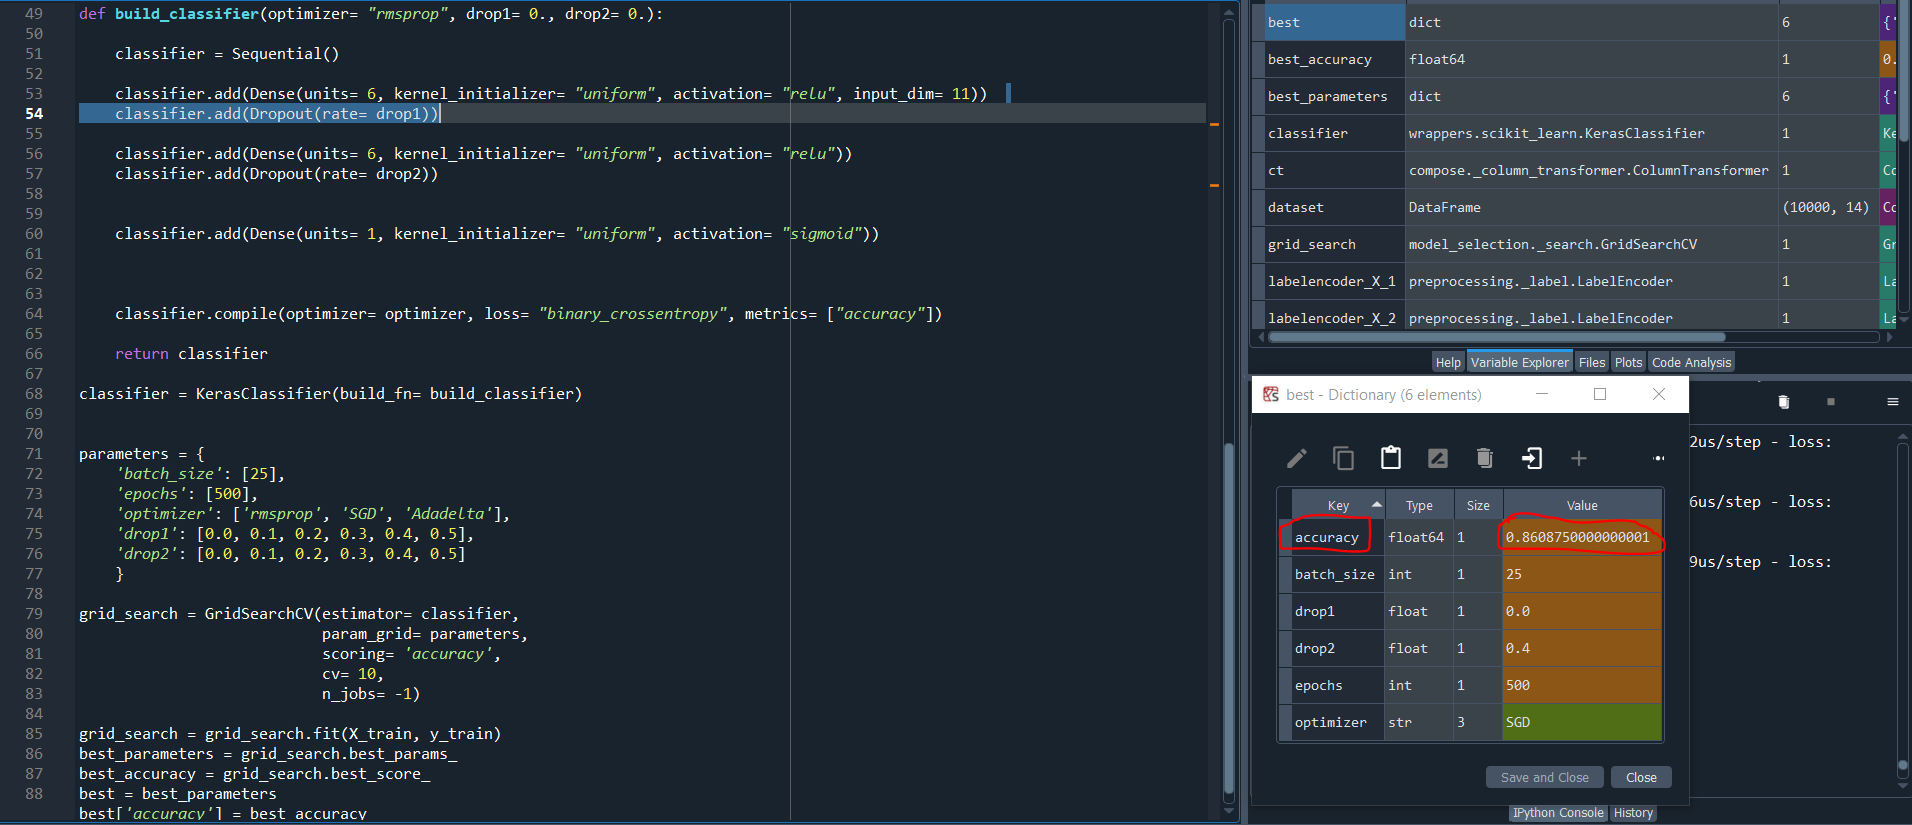 49 def build_classifier(optimizer= "rmsprop", drop1= 0., drop2= 0.):
50
51 classifier = Sequential()
52
53 classifier.add(Dense(units= 6, kernel_initializer= "uniform", activation= "relu", input_dim= 11))
54 classifier.add(Dropout(rate= drop1))
55
56 classifier.add(Dense(units= 6, kernel_initializer= "uniform", activation= "relu"))
57 classifier.add(Dropout(rate= drop2))
58
59
60 classifier.add(Dense(units= 1, kernel_initializer= "uniform", activation= "sigmoid"))
61
62
63
64 classifier.compile(optimizer= optimizer, loss= "binary_crossentropy", metrics= ["accuracy"])
65
66 return classifier
67
68 classifier = KerasClassifier(build_fn= build_classifier)
69
70
71 parameters = {
72 'batch_size': [25],
73 'epochs': [500],
74 'optimizer': ['rmsprop', 'SGD', 'Adadelta'],
75 'drop1': [0.0, 0.1, 0.2, 0.3, 0.4, 0.5],
76 'drop2': [0.0, 0.1, 0.2, 0.3, 0.4, 0.5]
77 }
78
79 grid_search = GridSearchCV(estimator= classifier,
80 param_grid= parameters,
81 scoring= 'accuracy',
82 cv= 10,
83 n_jobs= -1)
84
85 grid_search = grid_search.fit(X_train, y_train)
86 best_parameters = grid_search.best_params_
87 best_accuracy = grid_search.best_score_
88 best = best_parameters
best['accuracy'] = best_accuracy
best dict 6 {'
best_accuracy float64 1 0.
best_parameters dict 6 {'
classifier wrappers.scikit_learn.KerasClassifier 1 Ke
ct compose._column_transformer.ColumnTransformer 1 Co
dataset DataFrame (10000, 14) Co
grid_search model_selection._search.GridSearchCV 1 Gr
labelencoder_X_1 preprocessing._label.LabelEncoder 1 La
labelencoder_X_2 preprocessing._label.LabelEncoder 1 La
Help Variable Explorer Files Plots Code Analysis
best - Dictionary (6 elements)
Key Type Size Value
accuracy float64 1 0.8608750000000001
batch_size int 1 25
drop1 float 1 0.0
drop2 float 1 0.4
epochs int 1 500
optimizer str 3 SGD
Save and Close Close
2us/step - loss:
6us/step - loss:
9us/step - loss:
IPython Console History